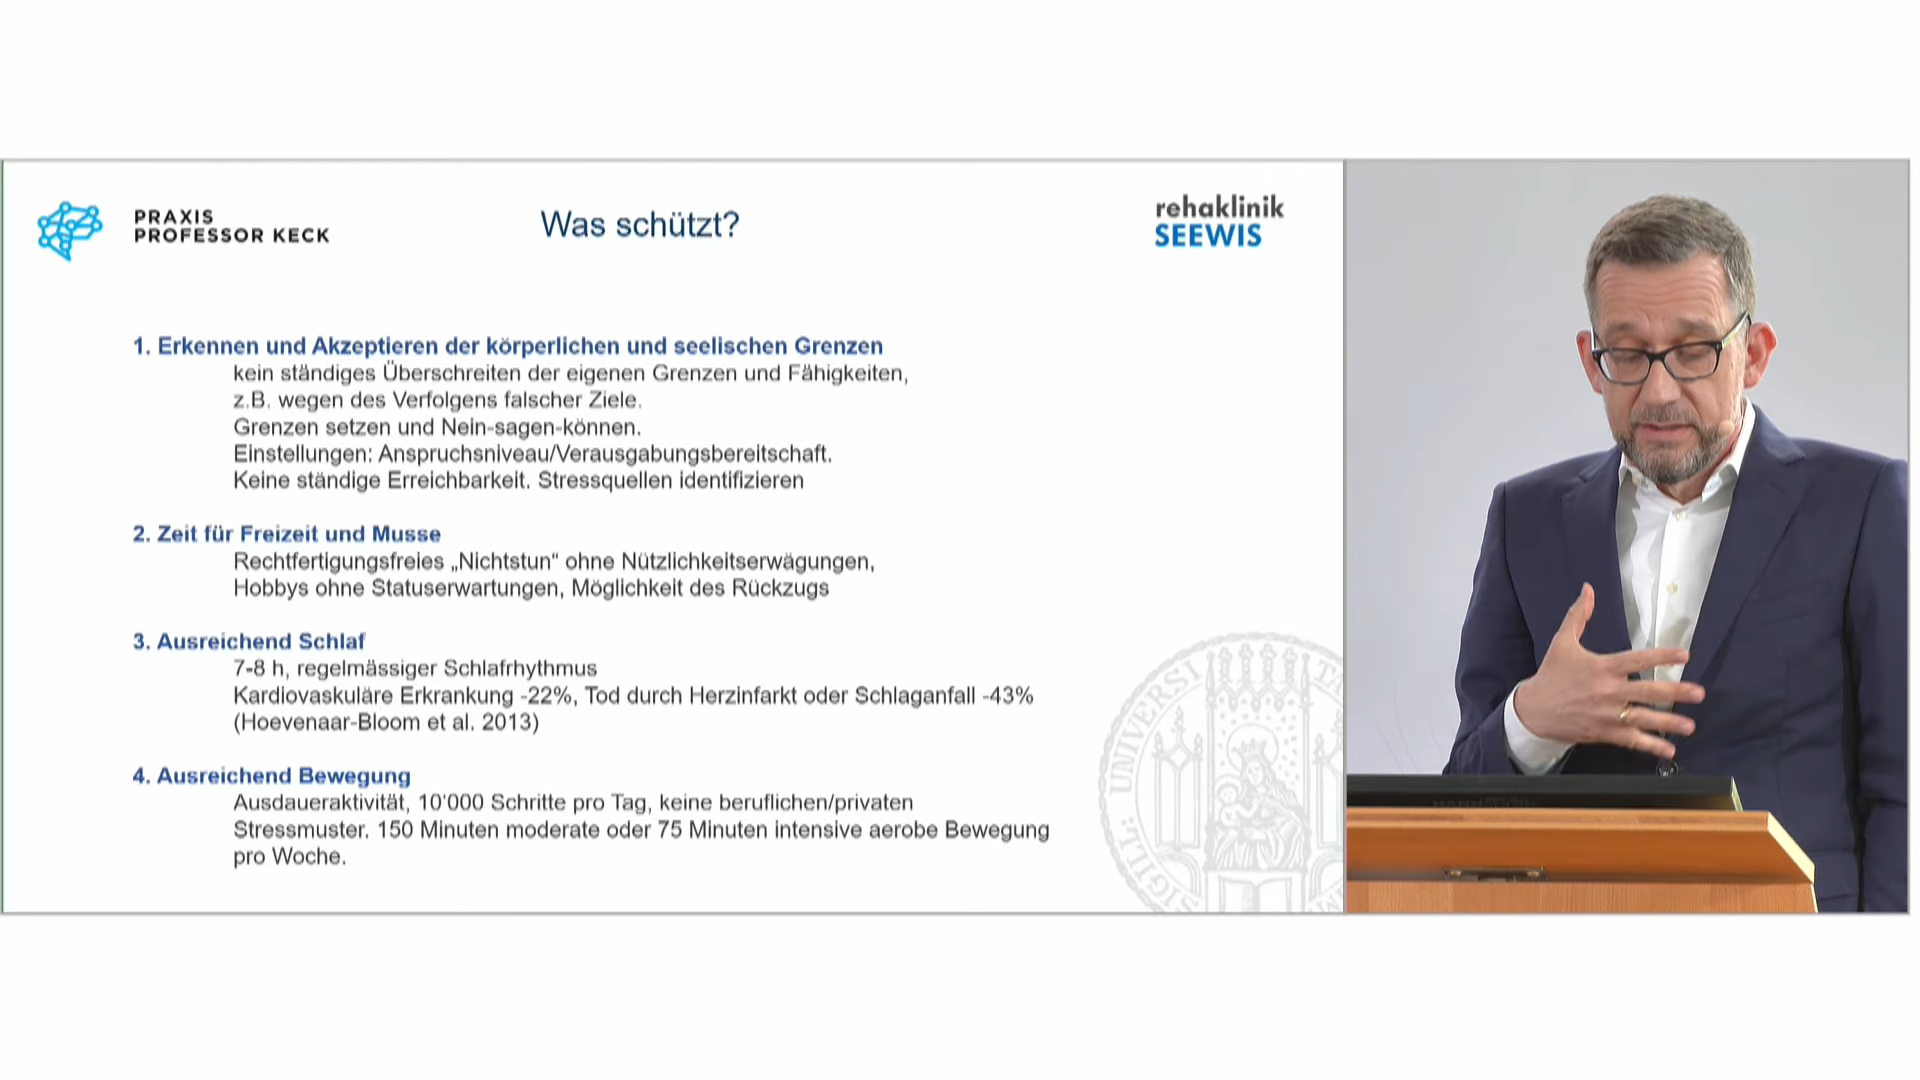 PRAXIS
PROFESSOR KECK
Was schützt?
rehaklinik
SEEWIS
1. Erkennen und Akzeptieren der körperlichen und seelischen Grenzen
kein ständiges Überschreiten der eigenen Grenzen und Fähigkeiten,
z.B. wegen des Verfolgens falscher Ziele.
Grenzen setzen und Nein-sagen-können.
Einstellungen: Anspruchsniveau/Verausgabungsbereitschaft.
Keine ständige Erreichbarkeit. Stressquellen identifizieren
2. Zeit für Freizeit und Musse
Rechtfertigungsfreies „Nichtstun“ ohne Nützlichkeitserwägungen,
Hobbys ohne Statuserwartungen, Möglichkeit des Rückzugs
3. Ausreichend Schlaf
7-8 h, regelmässiger Schlafrhythmus
Kardiovaskuläre Erkrankung -22%, Tod durch Herzinfarkt oder Schlaganfall -43%
(Hoevenaar-Bloom et al. 2013)
4. Ausreichend Bewegung
Ausdaueraktivität, 10‘000 Schritte pro Tag, keine beruflichen/privaten
Stressmuster. 150 Minuten moderate oder 75 Minuten intensive aerobe Bewegung
pro Woche.
SIGILL: UNIVERSITA